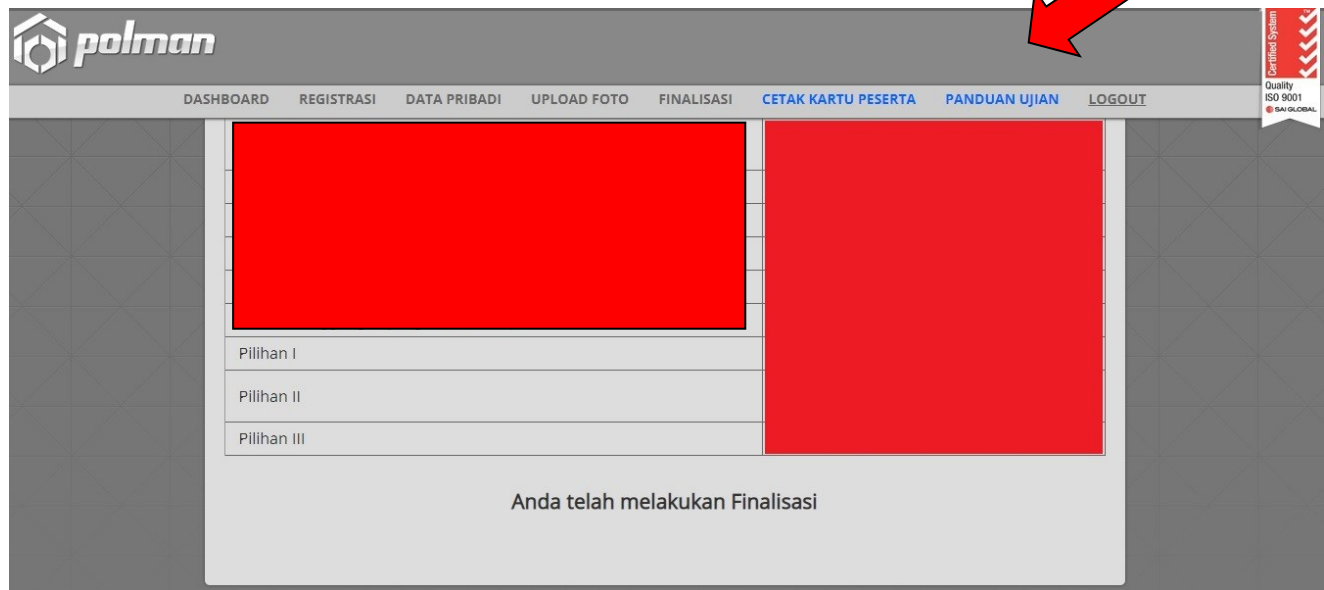 polman
Certified System
Quality
ISO 9001
SAI GLOBAL
DASHBOARD REGISTRASI DATA PRIBADI UPLOAD FOTO FINALISASI CETAK KARTU PESERTA PANDUAN UJIAN LOGOUT
Pilihan I
Pilihan II
Pilihan III
Anda telah melakukan Finalisasi